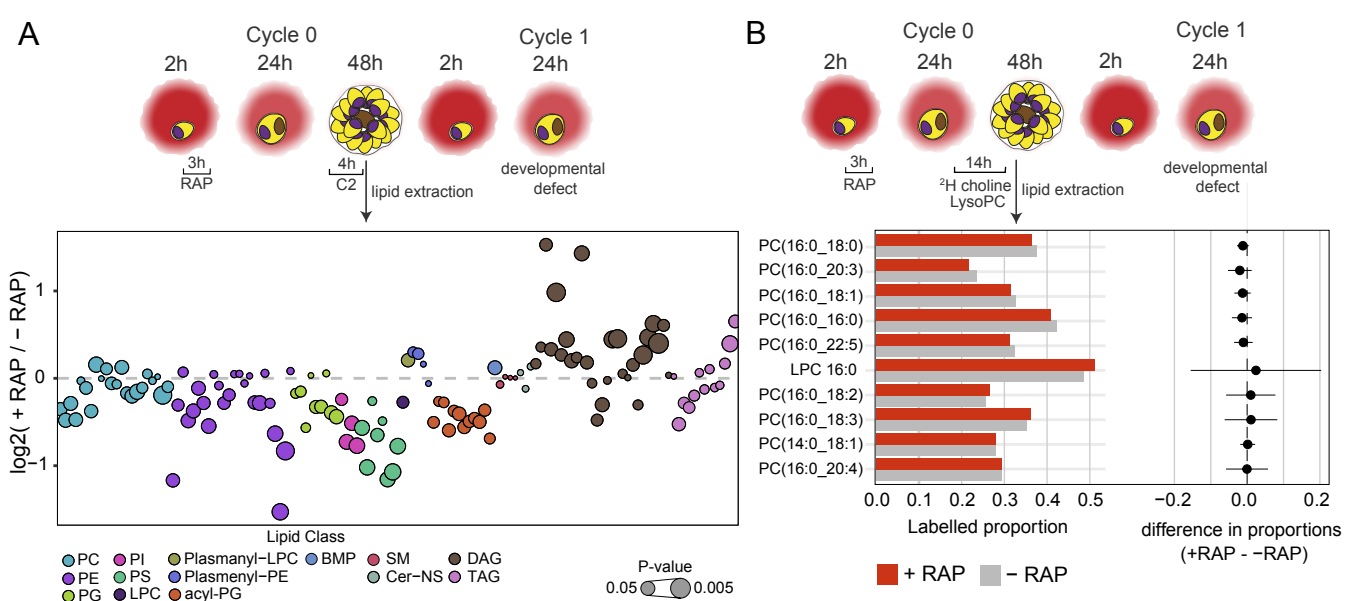 A
Cycle 0
Cycle 1
2h
24h
48h
2h
24h
3h
RAP
4h
C2
lipid extraction
developmental
defect
log2( + RAP / − RAP)
1
0
−1
Lipid Class
PC
PE
PG
PI
PS
LPC
Plasmanyl−LPC
Plasmenyl−PE
acyl−PG
BMP
SM
Cer−NS
DAG
TAG
P-value
0.05
0.005
B
Cycle 0
Cycle 1
2h
24h
48h
2h
24h
3h
RAP
14h
²H choline
LysoPC
lipid extraction
developmental
defect
PC(16:0_18:0)
PC(16:0_20:3)
PC(16:0_18:1)
PC(16:0_16:0)
PC(16:0_22:5)
LPC 16:0
PC(16:0_18:2)
PC(16:0_18:3)
PC(14:0_18:1)
PC(16:0_20:4)
0.0 0.1 0.2 0.3 0.4 0.5
Labelled proportion
−0.2 0.0 0.2
difference in proportions
(+RAP - −RAP)
+ RAP
− RAP